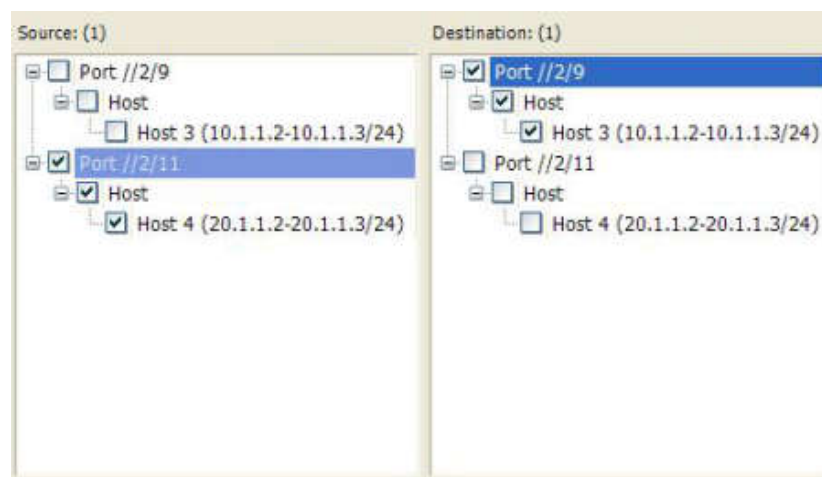 Source: (1)
Port //2/9
Host
Host 3 (10.1.1.2-10.1.1.3/24)
Port //2/11
Host
Host 4 (20.1.1.2-20.1.1.3/24)
Destination: (1)
Port //2/9
Host
Host 3 (10.1.1.2-10.1.1.3/24)
Port //2/11
Host
Host 4 (20.1.1.2-20.1.1.3/24)